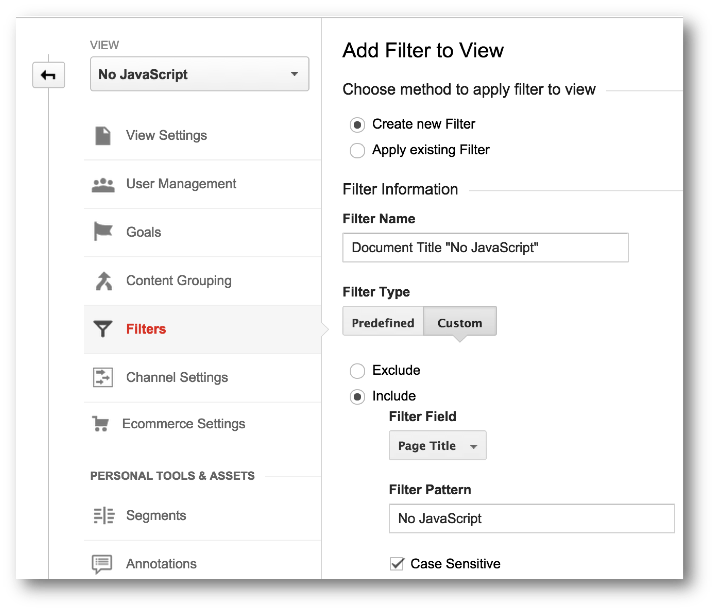 VIEW
No JavaScript
View Settings
User Management
Goals
Content Grouping
Filters
Channel Settings
Ecommerce Settings
PERSONAL TOOLS & ASSETS
Segments
Annotations
Add Filter to View
Choose method to apply filter to view
Create new Filter
Apply existing Filter
Filter Information
Filter Name
Document Title "No JavaScript"
Filter Type
Predefined Custom
Exclude
Include
Filter Field
Page Title
Filter Pattern
No JavaScript
Case Sensitive